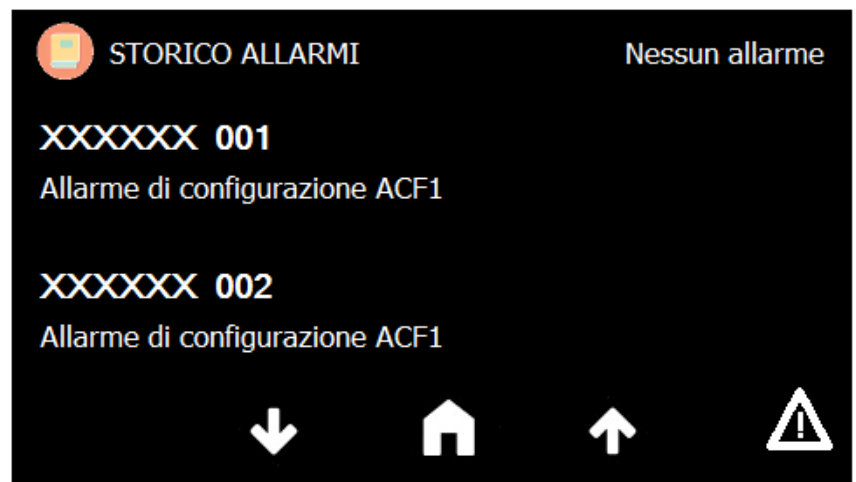 STORICO ALLARMI
Nessun allarme
XXXXXX 001
Allarme di configurazione ACF1
XXXXXX 002
Allarme di configurazione ACF1